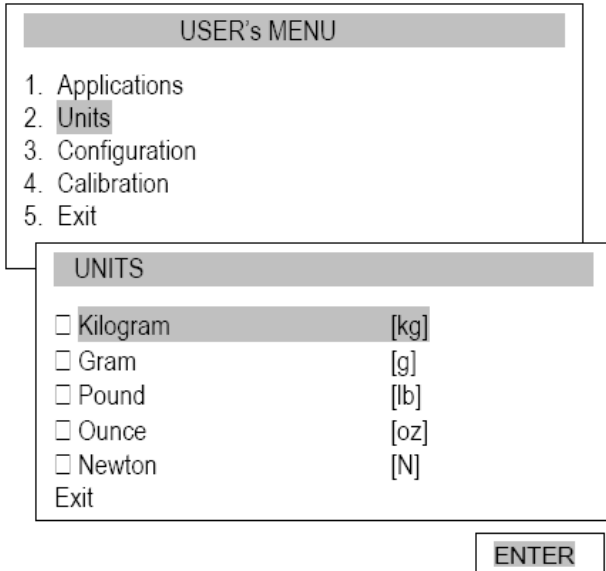 USER's MENU
1. Applications
2. Units
3. Configuration
4. Calibration
5. Exit
UNITS
Kilogram [kg]
Gram [g]
Pound [lb]
Ounce [oz]
Newton [N]
Exit
ENTER